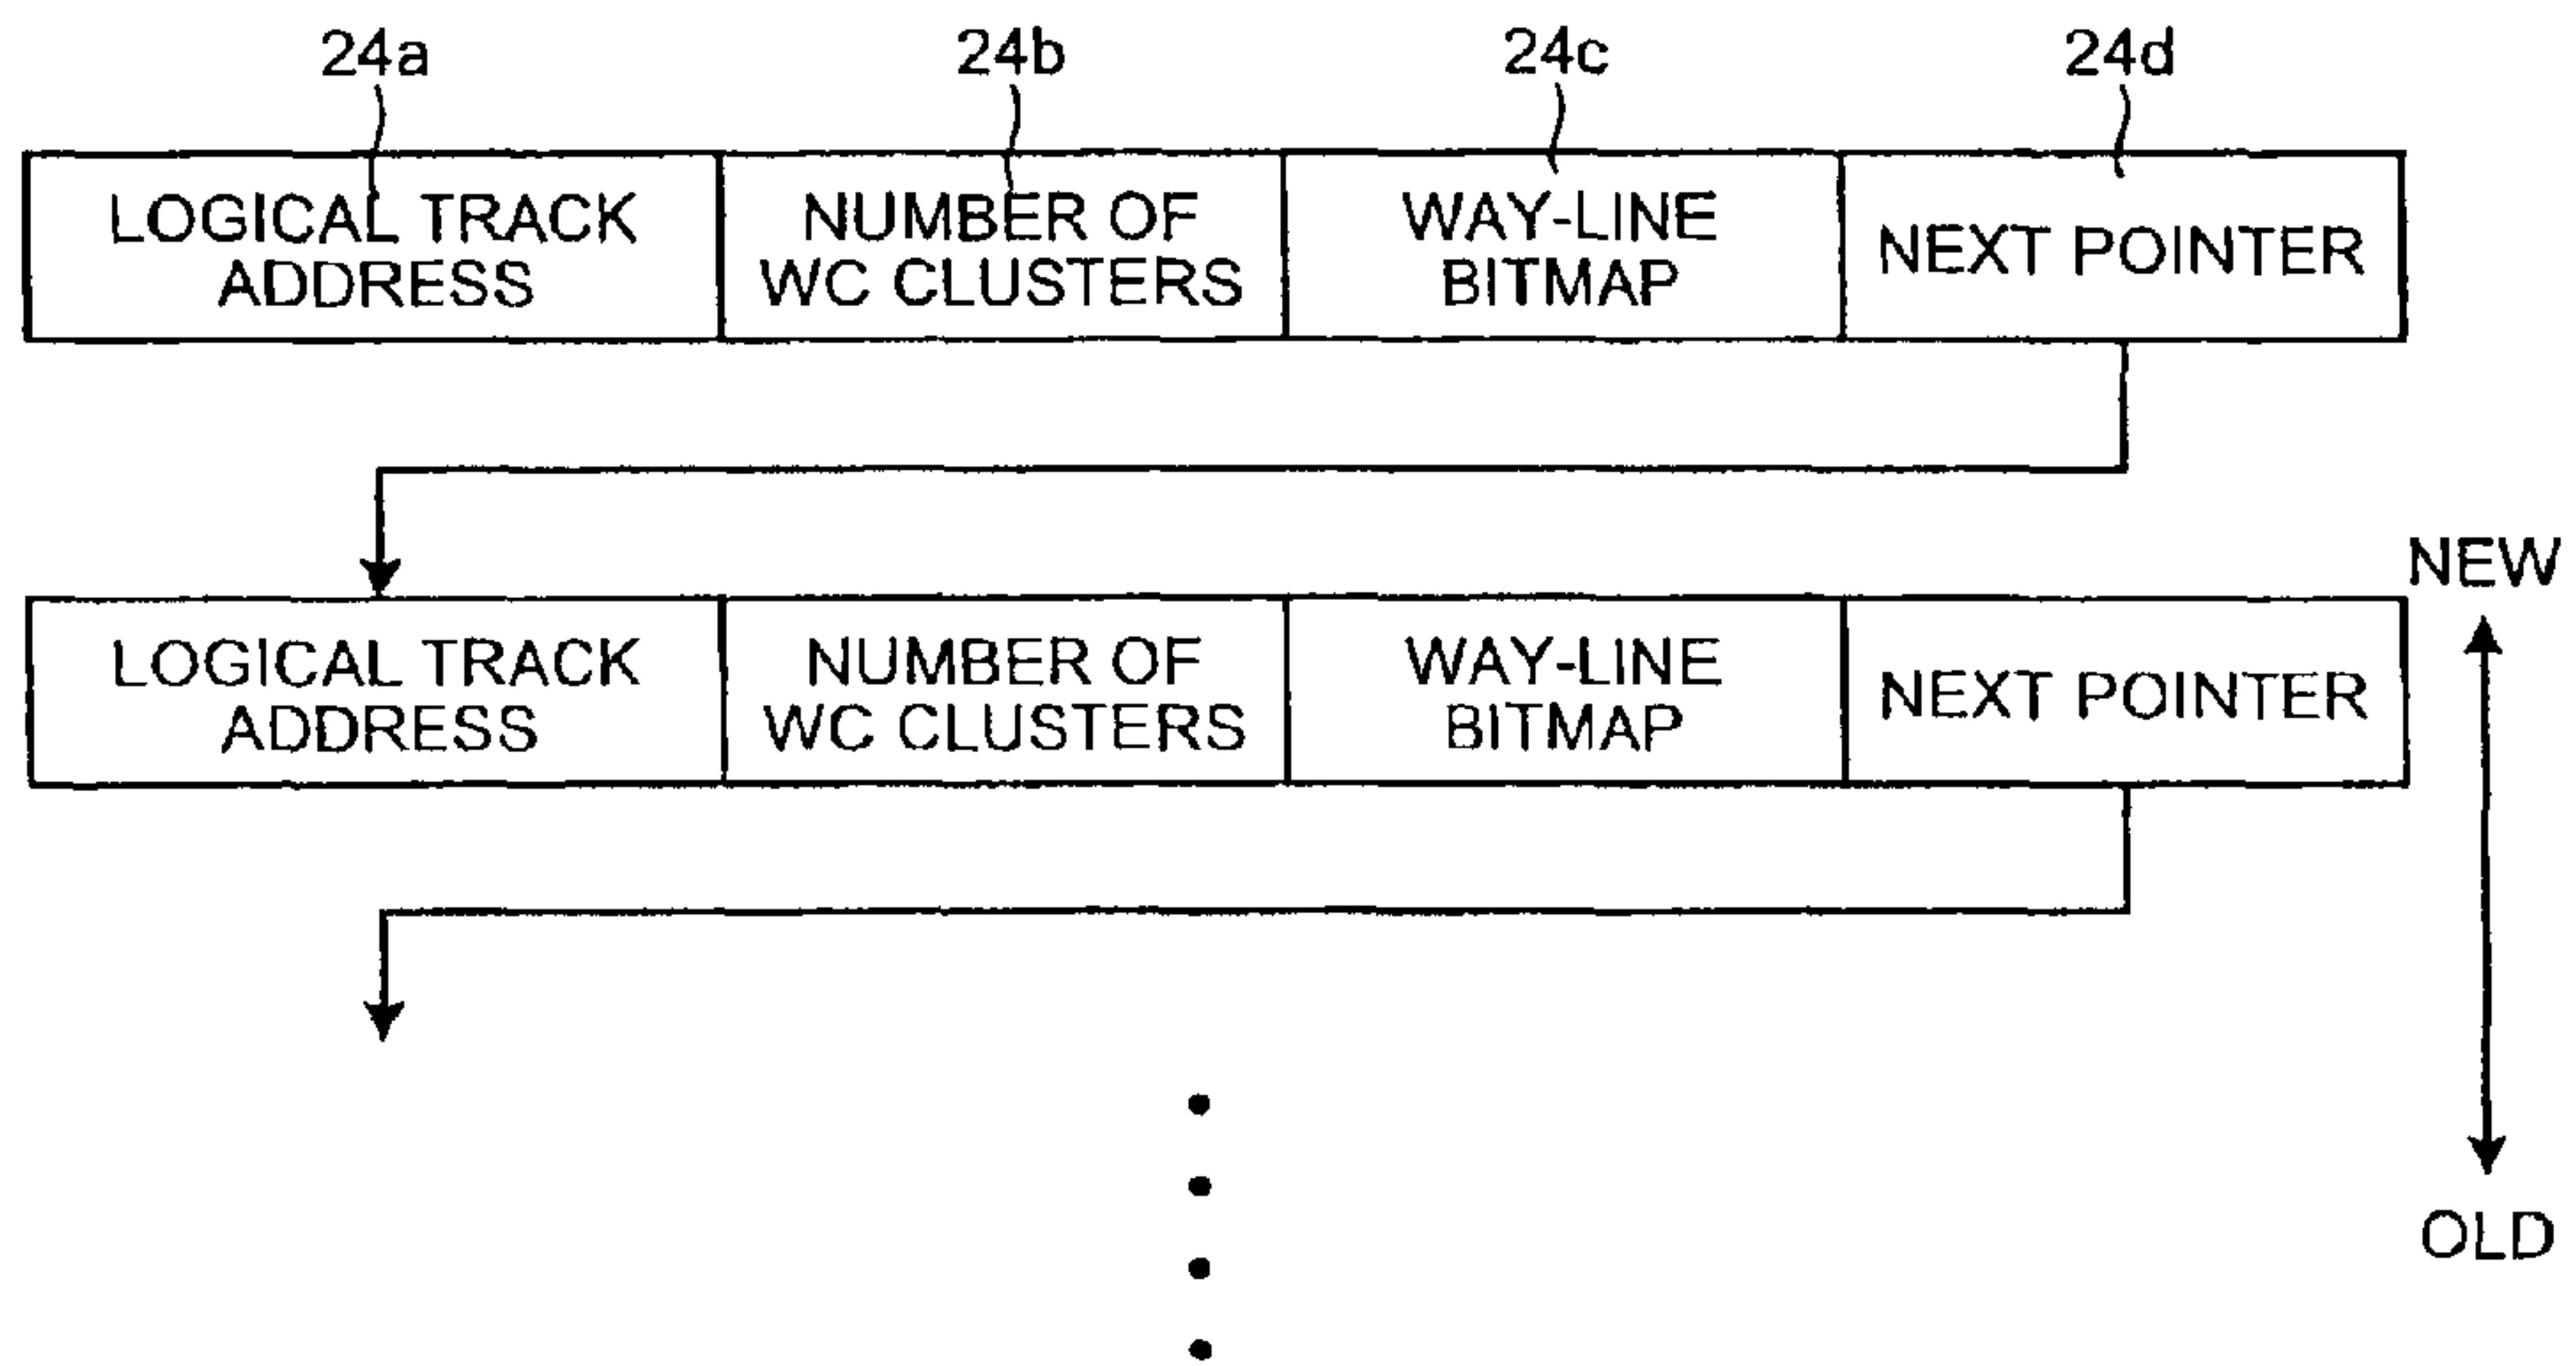 24a 24b 24c 24d
LOGICAL TRACK ADDRESS
NUMBER OF WC CLUSTERS
WAY-LINE BITMAP
NEXT POINTER
NEW
LOGICAL TRACK ADDRESS
NUMBER OF WC CLUSTERS
WAY-LINE BITMAP
NEXT POINTER
OLD